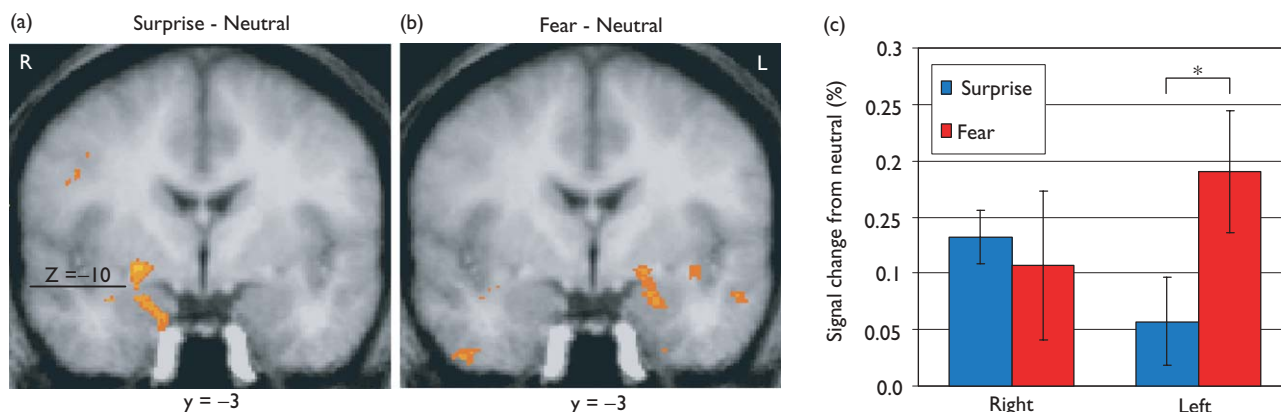 (a) Surprise - Neutral
R
Z = –10
y = –3
(b) Fear - Neutral
L
y = –3
(c)
Signal change from neutral (%)
0.3
0.25
0.2
0.25
0.1
0.05
0.0
Surprise
Fear
*
Right
Left